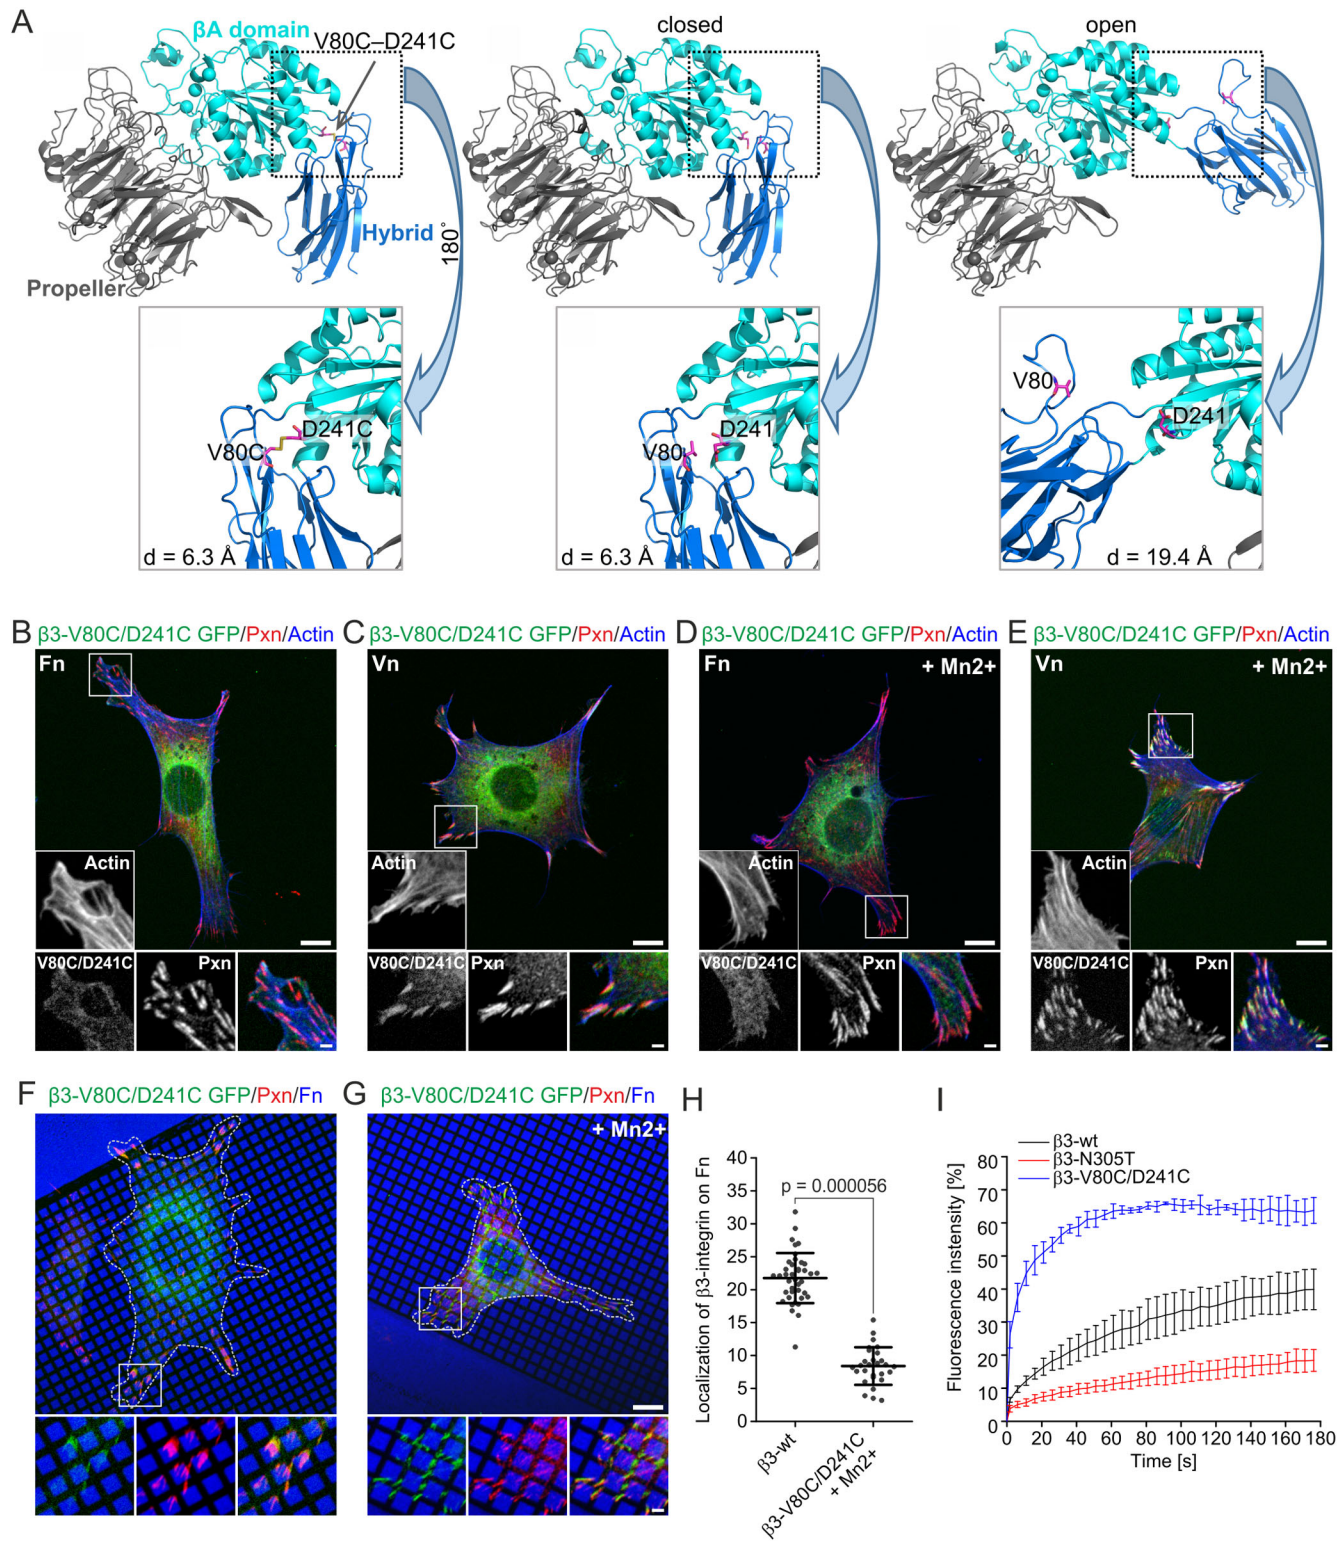 A
βA domain
V80C–D241C
closed
open
Hybrid
180°
Propeller
V80C
D241C
d = 6.3 Å
V80
D241
d = 6.3 Å
V80
D241
d = 19.4 Å
B β3-V80C/D241C GFP/Pxn/Actin
Fn
Actin
V80C/D241C
Pxn
C β3-V80C/D241C GFP/Pxn/Actin
Vn
Actin
V80C/D241C
Pxn
D β3-V80C/D241C GFP/Pxn/Actin
Fn
+ Mn2+
Actin
V80C/D241C
Pxn
E β3-V80C/D241C GFP/Pxn/Actin
Vn
+ Mn2+
Actin
V80C/D241C
Pxn
F β3-V80C/D241C GFP/Pxn/Fn
G β3-V80C/D241C GFP/Pxn/Fn
+ Mn2+
H
Localization of β3-integrin on Fn
40
35
30
25
20
15
10
5
0
p = 0.000056
β3-wt
β3-V80C/D241C
+ Mn2+
I
β3-wt
β3-N305T
β3-V80C/D241C
Fluorescence instensity [%]
80
70
60
50
40
30
20
10
0
0 20 40 60 80 100 120 140 160 180
Time [s]